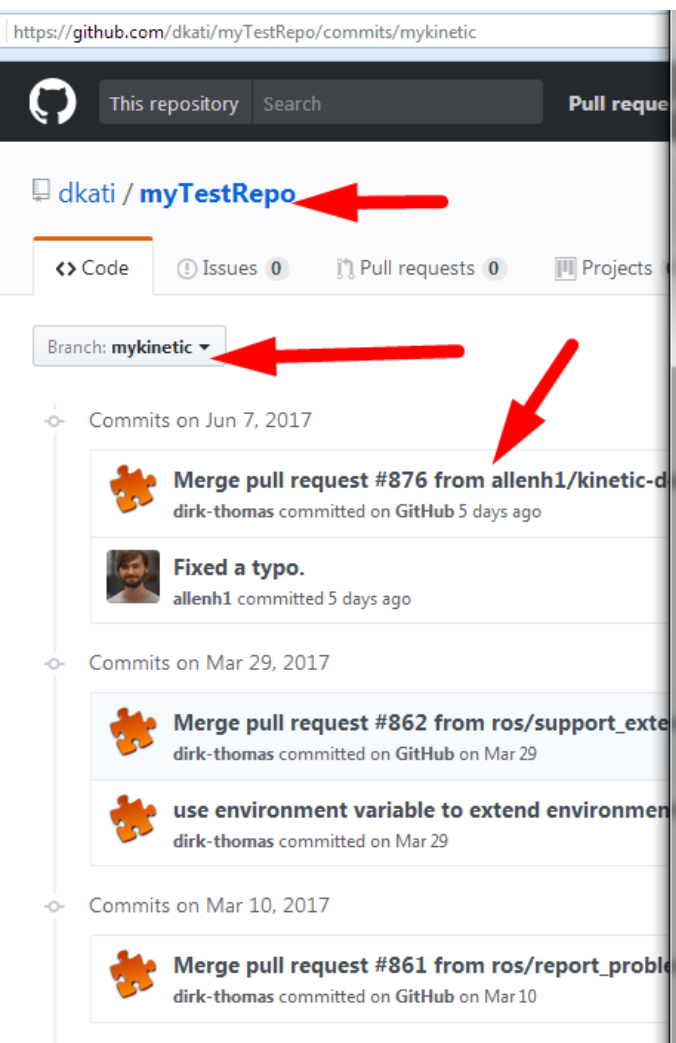 https://github.com/dkati/myTestRepo/commits/mykinetic
This repository Search Pull reque
dkati / myTestRepo
Code Issues 0 Pull requests 0 Projects
Branch: mykinetic
Commits on Jun 7, 2017
Merge pull request #876 from allenh1/kinetic-d
dirk-thomas committed on GitHub 5 days ago
Fixed a typo.
allenh1 committed 5 days ago
Commits on Mar 29, 2017
Merge pull request #862 from ros/support_exte
dirk-thomas committed on GitHub on Mar 29
use environment variable to extend environmen
dirk-thomas committed on Mar 29
Commits on Mar 10, 2017
Merge pull request #861 from ros/report_proble
dirk-thomas committed on GitHub on Mar 10